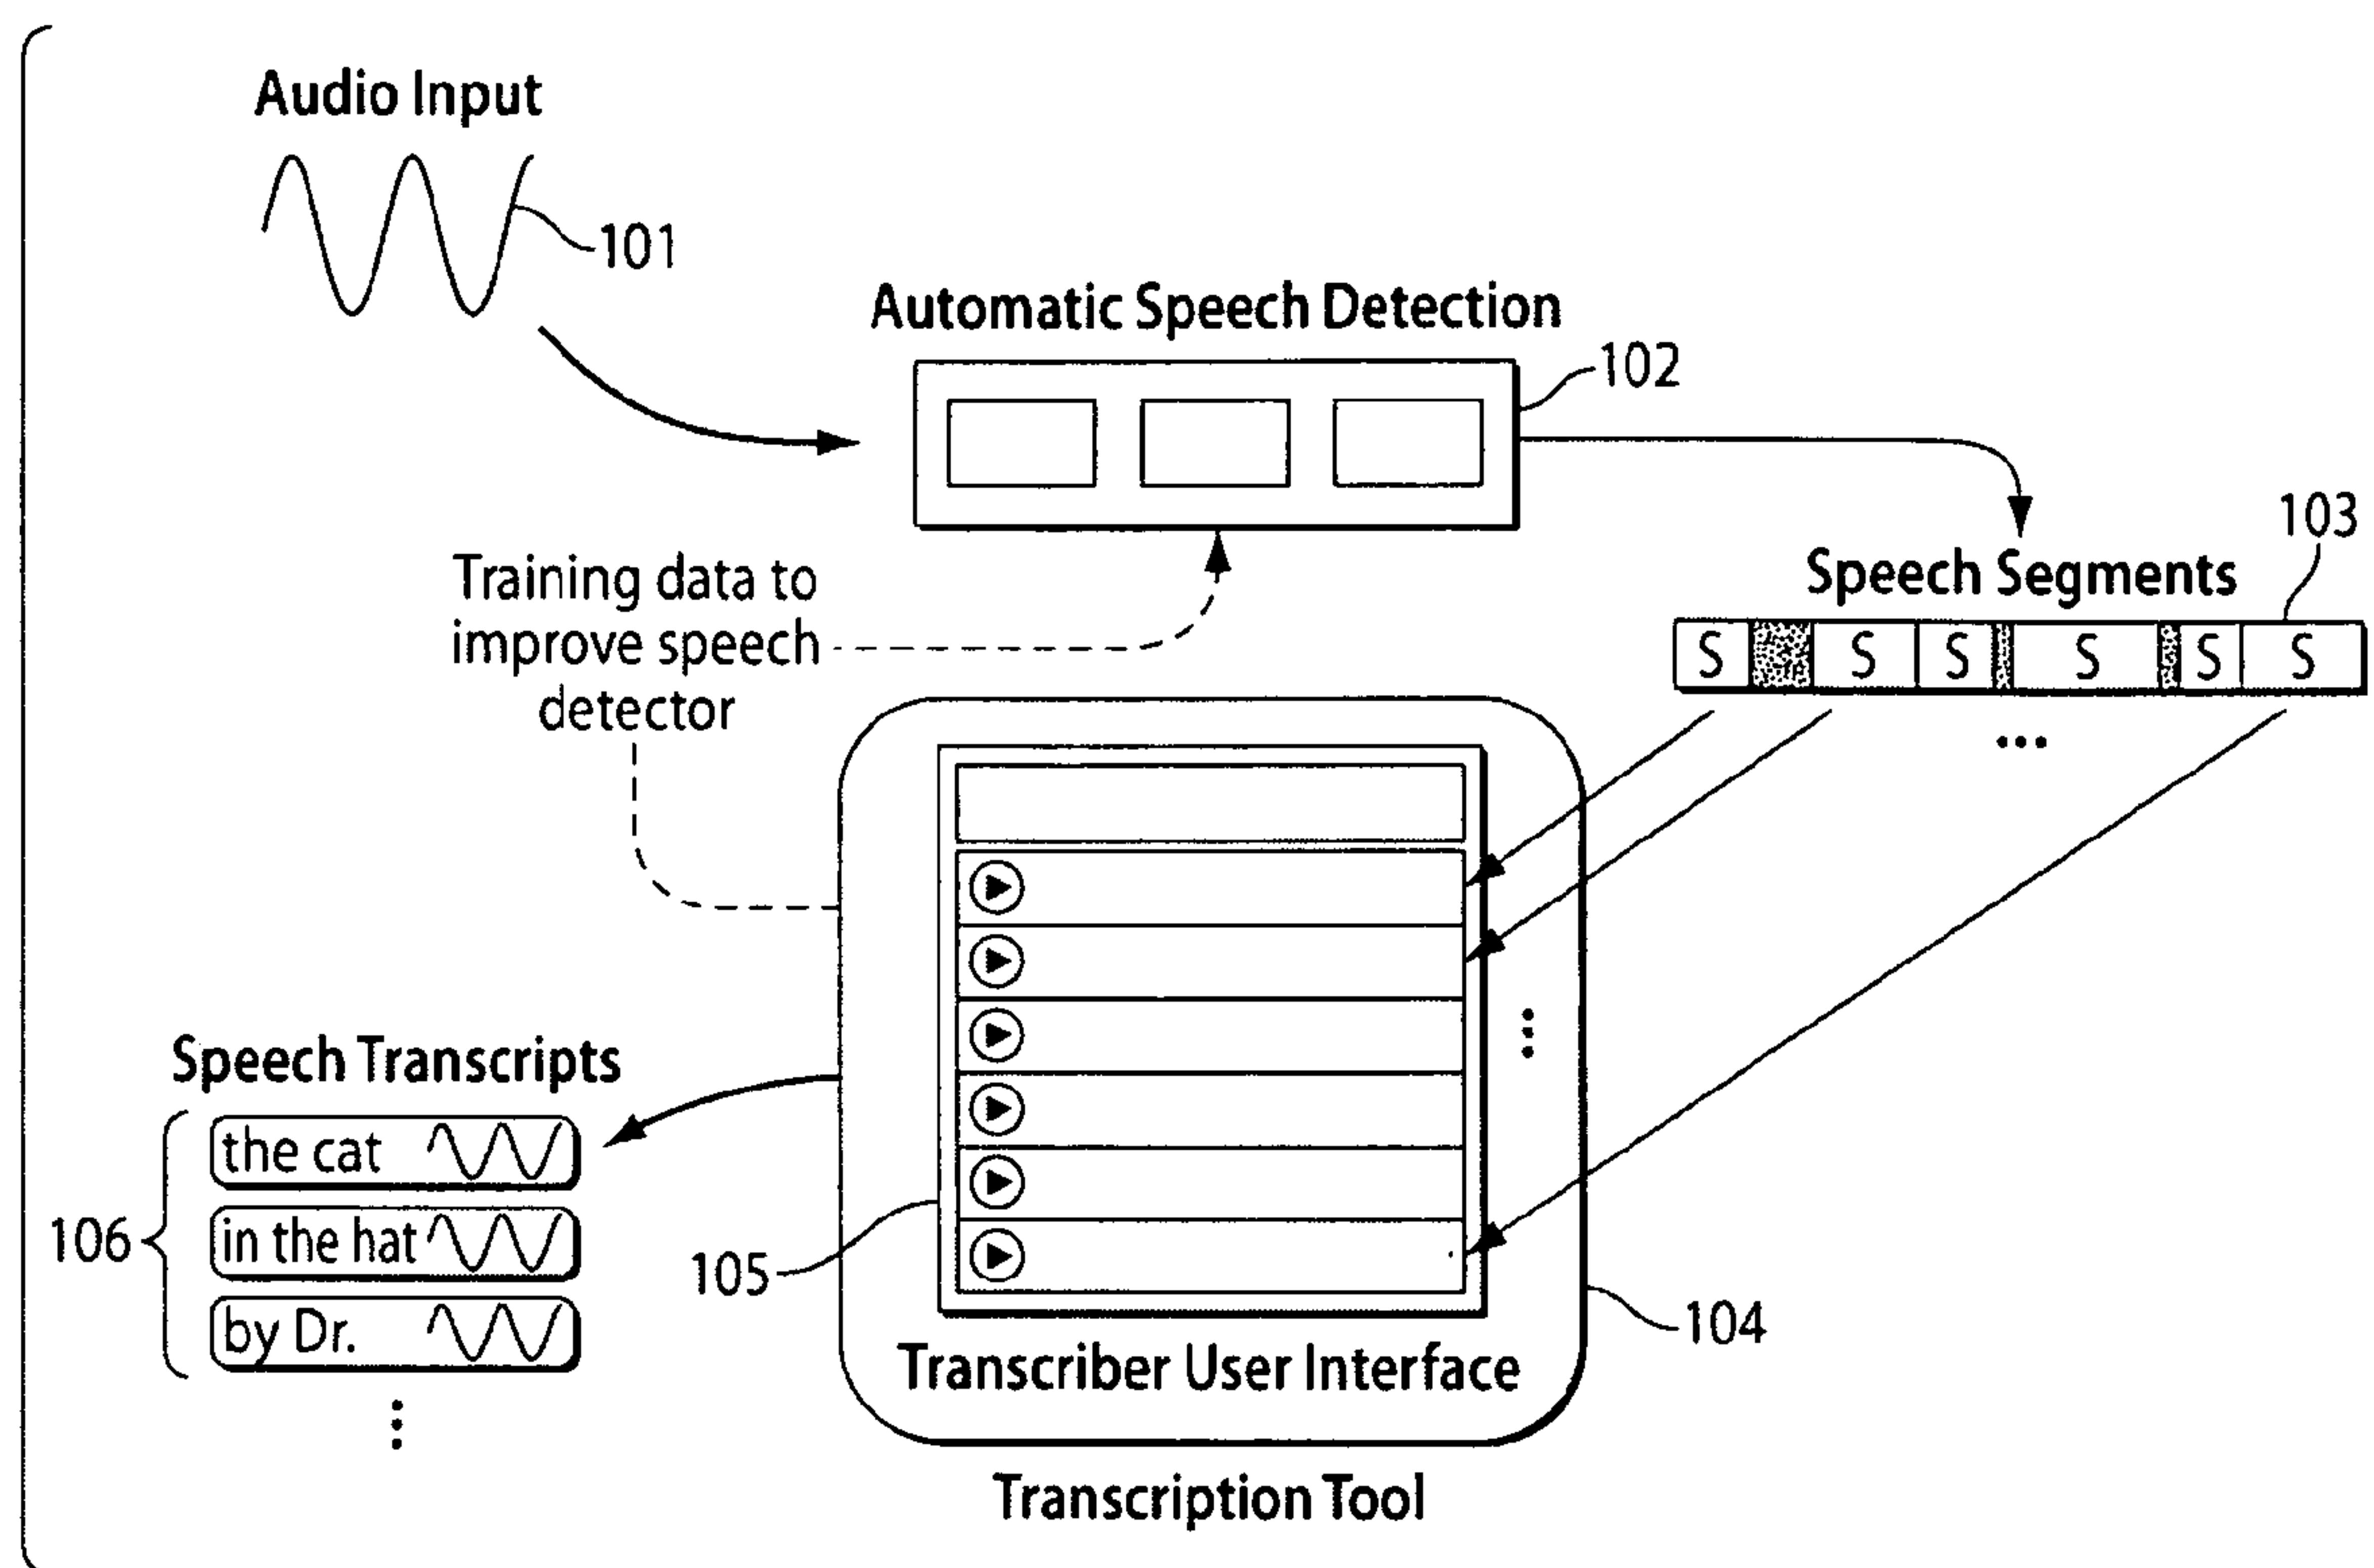 Audio Input
101
Automatic Speech Detection
102
103
Training data to
improve speech
detector
Speech Segments
S S S S S S
...
Speech Transcripts
the cat
in the hat
by Dr.
106
105
104
Transcriber User Interface
Transcription Tool